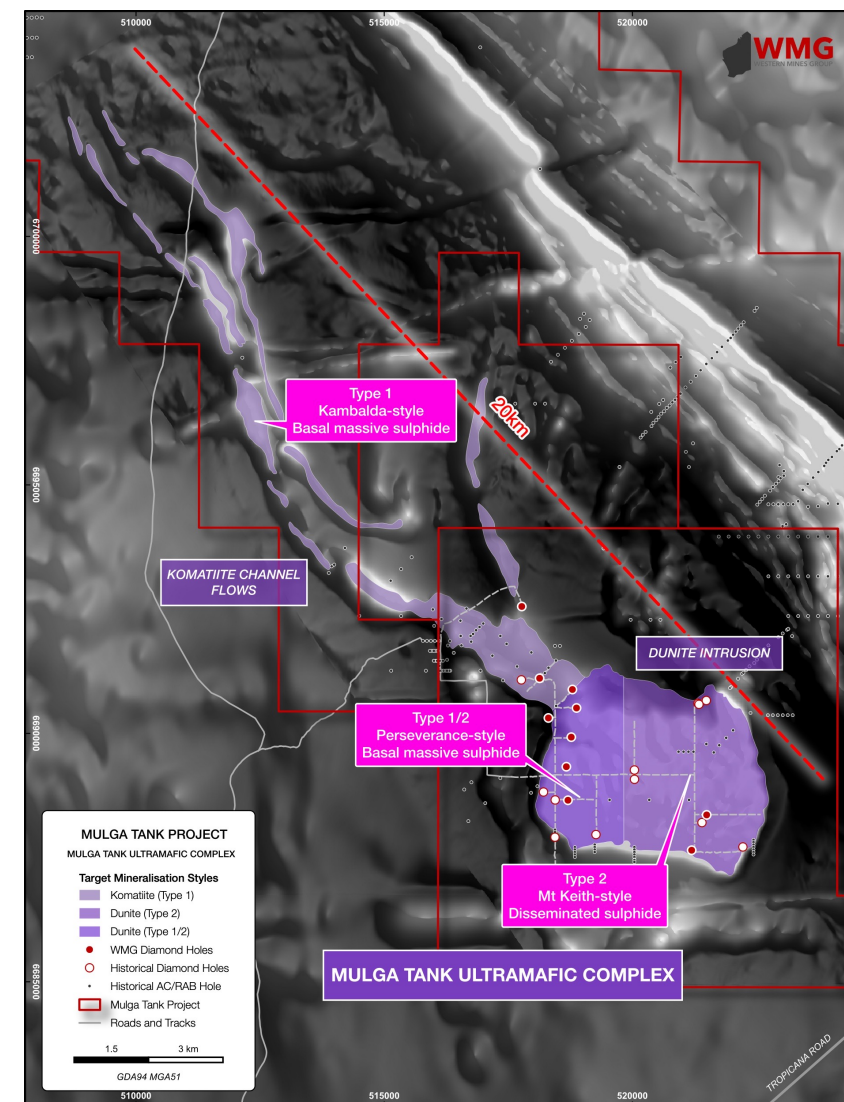 510000
515000
520000
WMG
WESTERN MINES GROUP
6700000
Type 1
Kambalda-style
Basal massive sulphide
20km
6695000
KOMATIITE CHANNEL
FLOWS
DUNITE INTRUSION
6690000
Type 1/2
Perseverance-style
Basal massive sulphide
Type 2
Mt Keith-style
Disseminated sulphide
MULGA TANK ULTRAMAFIC COMPLEX
6685000
MULGA TANK PROJECT
MULGA TANK ULTRAMAFIC COMPLEX
Target Mineralisation Styles
Komatiite (Type 1)
Dunite (Type 2)
Dunite (Type 1/2)
WMG Diamond Holes
Historical Diamond Holes
Historical AC/RAB Hole
Mulga Tank Project
Roads and Tracks
1.5 3 km
GDA94 MGA51
TROPICANA ROAD
510000
515000
520000